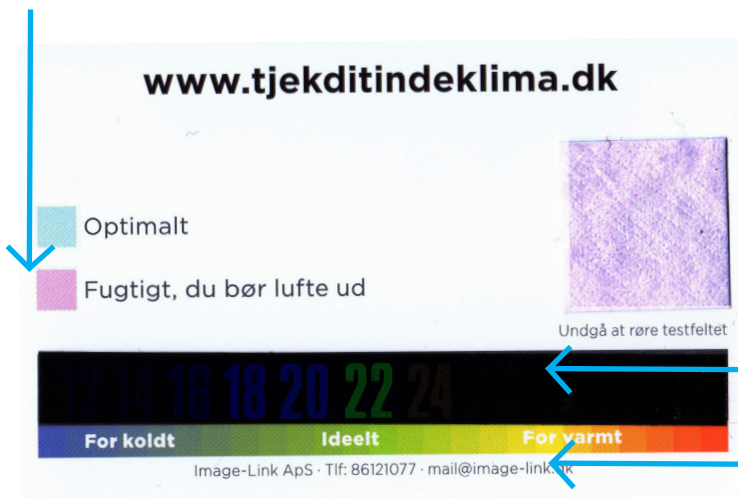 www.tjekditindeklima.dk
Optimalt
Fugtigt, du bør lufte ud
Undgå at røre testfeltet
12 14 16 18 20 22 24
For koldt Ideelt For varmt
Image-Link ApS · Tlf: 86121077 · mail@image-link.dk